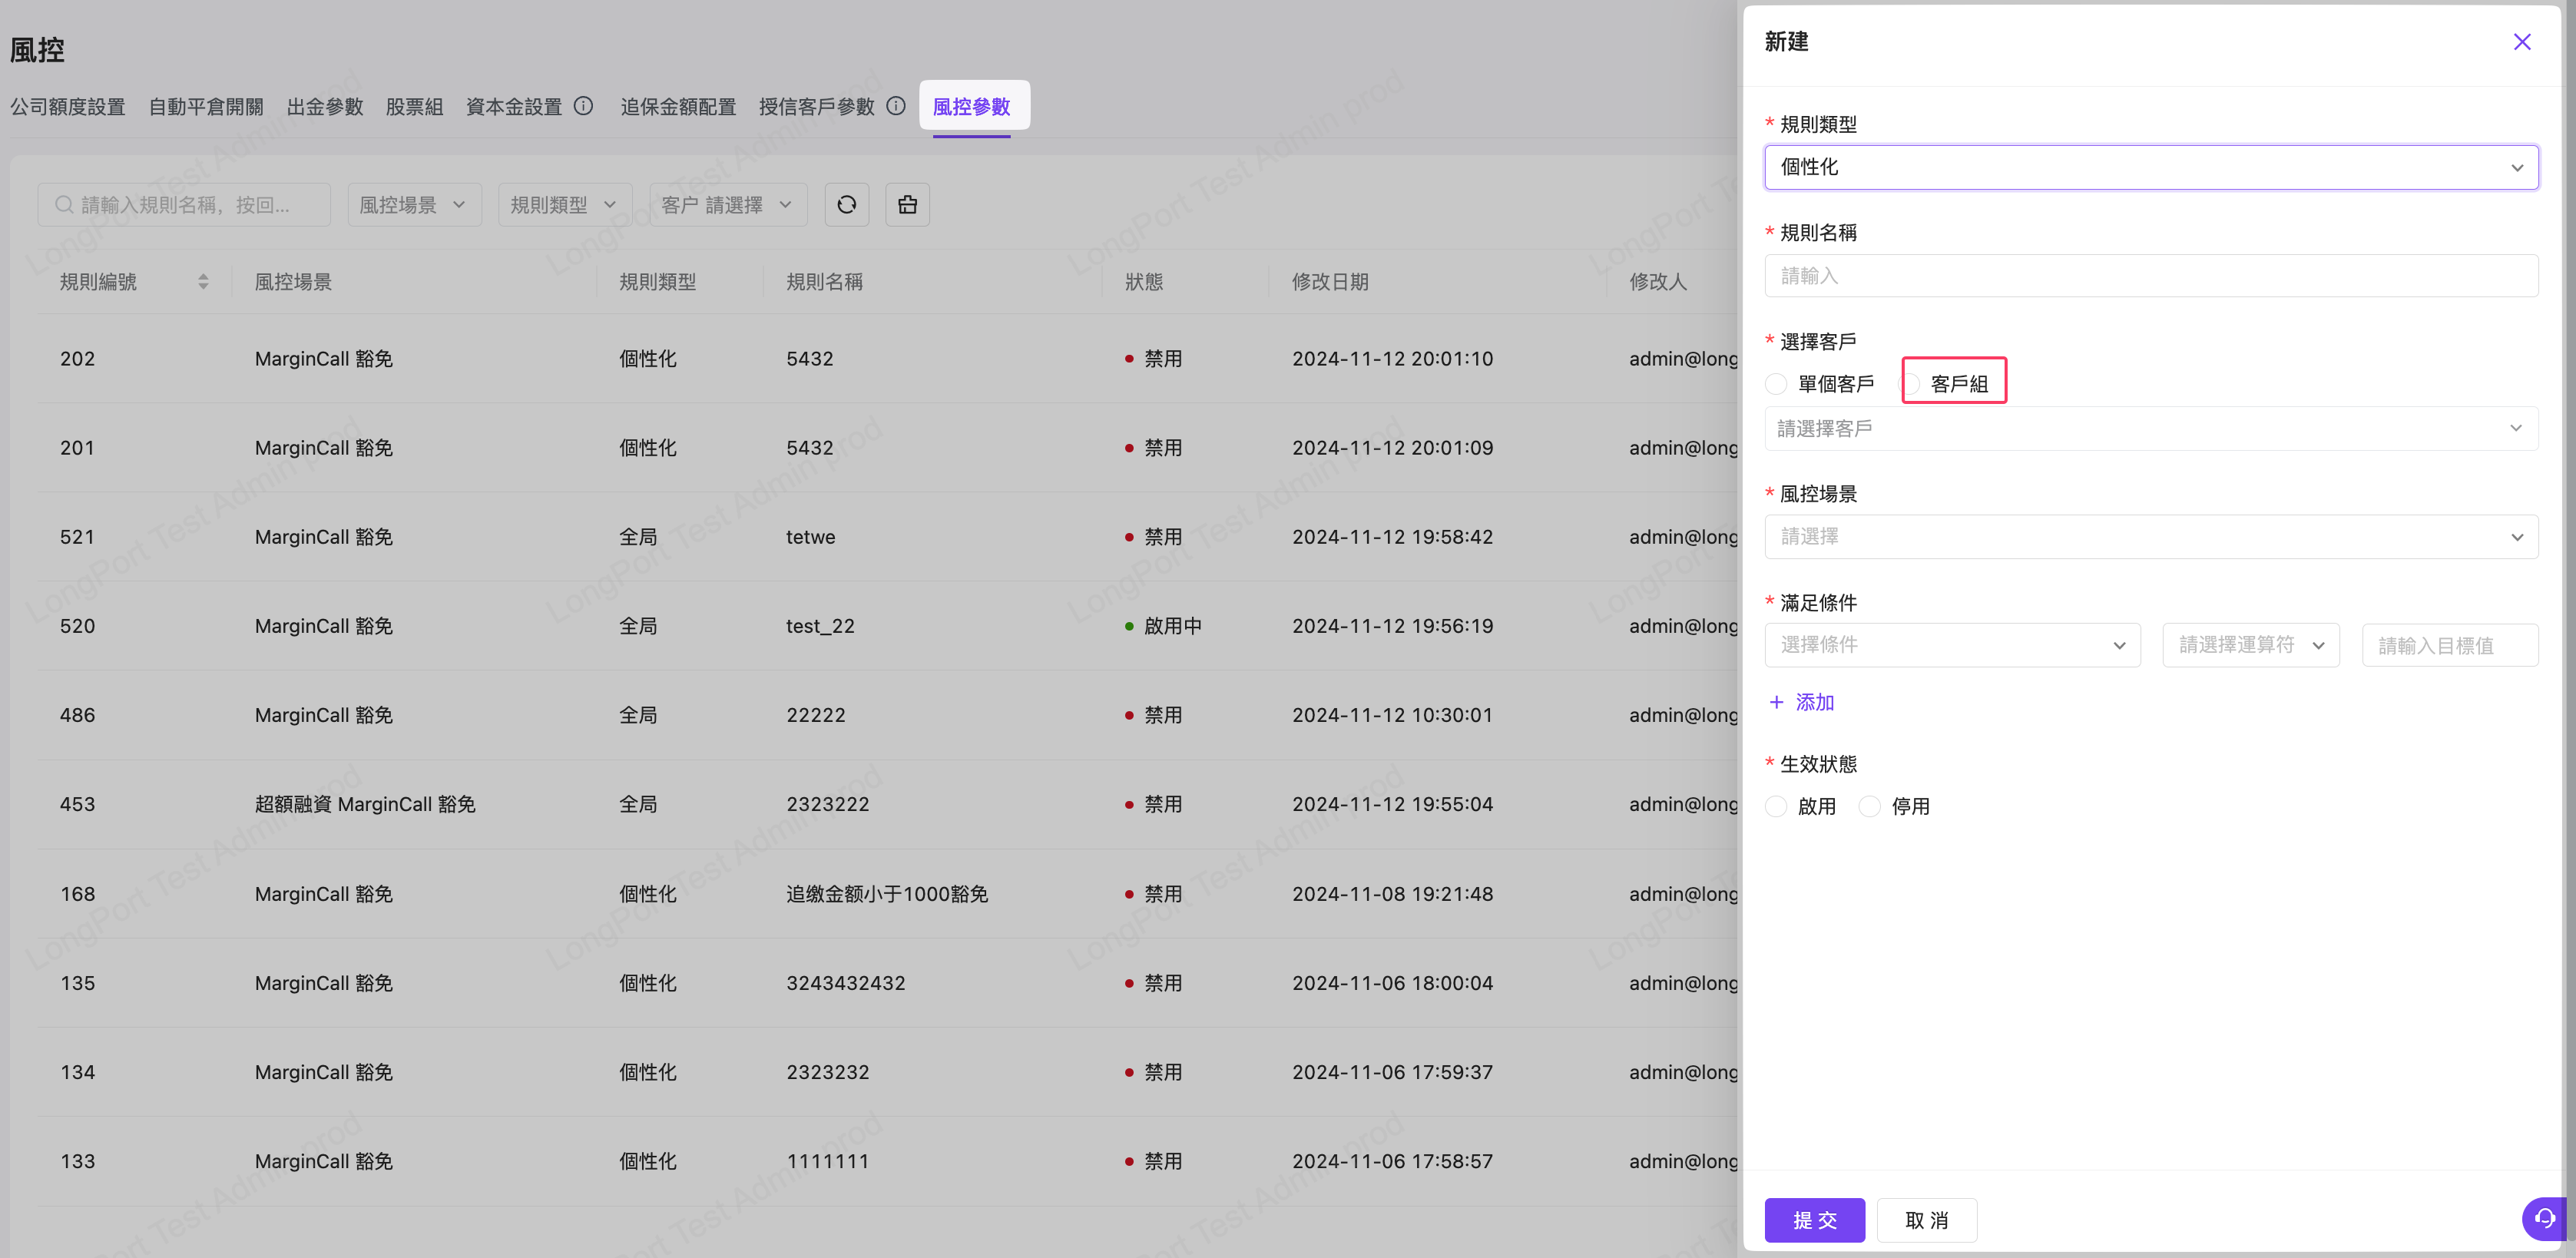 風控
公司額度設置 自動平倉開關 出金參數 股票組 資本金設置 追保金額配置 授信客戶參數 風控參數
請輸入規則名稱，按回... 風控場景 規則類型 客户 請選擇
規則編號 風控場景 規則類型 規則名稱 狀態 修改日期 修改人
202 MarginCall 豁免 個性化 5432 禁用 2024-11-12 20:01:10 admin@long
201 MarginCall 豁免 個性化 5432 禁用 2024-11-12 20:01:09 admin@long
521 MarginCall 豁免 全局 tetwe 禁用 2024-11-12 19:58:42 admin@long
520 MarginCall 豁免 全局 test_22 啟用中 2024-11-12 19:56:19 admin@long
486 MarginCall 豁免 全局 22222 禁用 2024-11-12 10:30:01 admin@long
453 超額融資 MarginCall 豁免 全局 2323222 禁用 2024-11-12 19:55:04 admin@long
168 MarginCall 豁免 個性化 追缴金额小于1000豁免 禁用 2024-11-08 19:21:48 admin@long
135 MarginCall 豁免 個性化 3243432432 禁用 2024-11-06 18:00:04 admin@long
134 MarginCall 豁免 個性化 2323232 禁用 2024-11-06 17:59:37 admin@long
133 MarginCall 豁免 個性化 1111111 禁用 2024-11-06 17:58:57 admin@long
LongPort Test Admin prod
新建
* 規則類型
個性化
* 規則名稱
請輸入
* 選擇客戶
單個客戶 客戶組
請選擇客戶
* 風控場景
請選擇
* 滿足條件
選擇條件 請選擇運算符 請輸入目標值
+ 添加
* 生效狀態
啟用 停用
提交 取消